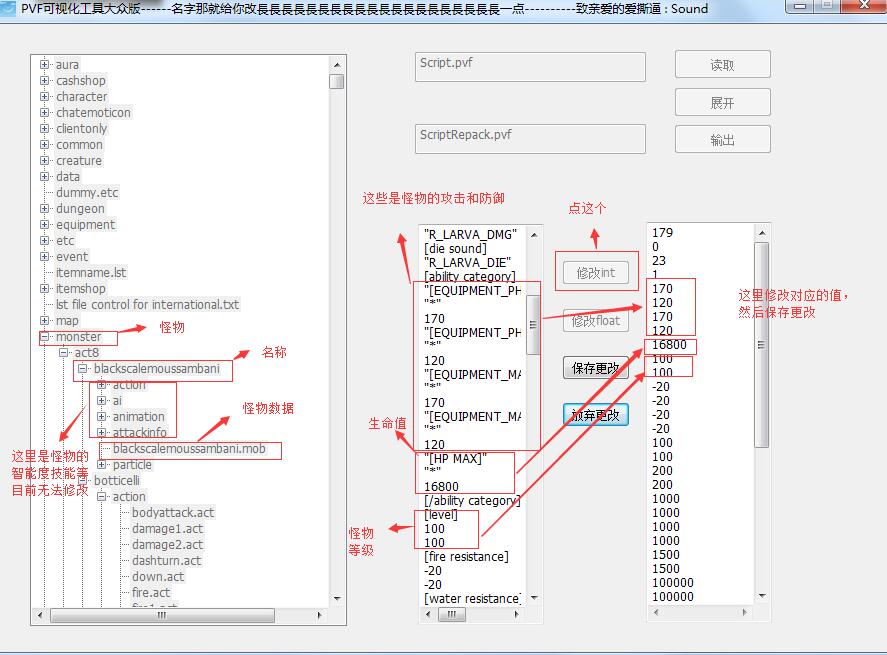 PVF可视化工具大众版------名字那就给你改長長長長長長長長長長長長長長長長長長長長長一点----------致亲爱的爱撕逼 : Sound
aura
cashshop
character
chatemoticon
clientonly
common
creature
data
dummy.etc
dungeon
equipment
etc
event
itemname.lst
itemshop
lst file control for international.txt
map
monster
怪物
act8
名称
blackscalemoussambani
action
ai
animation
attackinfo
怪物数据
blackscalemoussambani.mob
particle
这里是怪物的
智能度技能等
目前无法修改
botticelli
action
bodyattack.act
damage1.act
damage2.act
dashturn.act
down.act
fire.act
Script.pvf
读取
展开
ScriptRepack.pvf
输出
这些是怪物的攻击和防御
点这个
"R_LARVA_DMG"
[die sound]
"R_LARVA_DIE"
[ability category]
"[EQUIPMENT_PH
"*"
170
"[EQUIPMENT_PH
"*"
120
"[EQUIPMENT_MA
"*"
170
"[EQUIPMENT_MA
"*"
120
生命值
"[HP MAX]"
"*"
16800
[/ability category]
[level]
100
100
怪物
等级
[fire resistance]
-20
-20
[water resistance]
修改int
修改float
保存更改
放弃更改
179
0
23
1
170
120
170
120
16800
100
100
-20
-20
-20
-20
100
100
200
200
1000
1000
1000
1000
1500
1500
100000
100000
这里修改对应的值，
然后保存更改